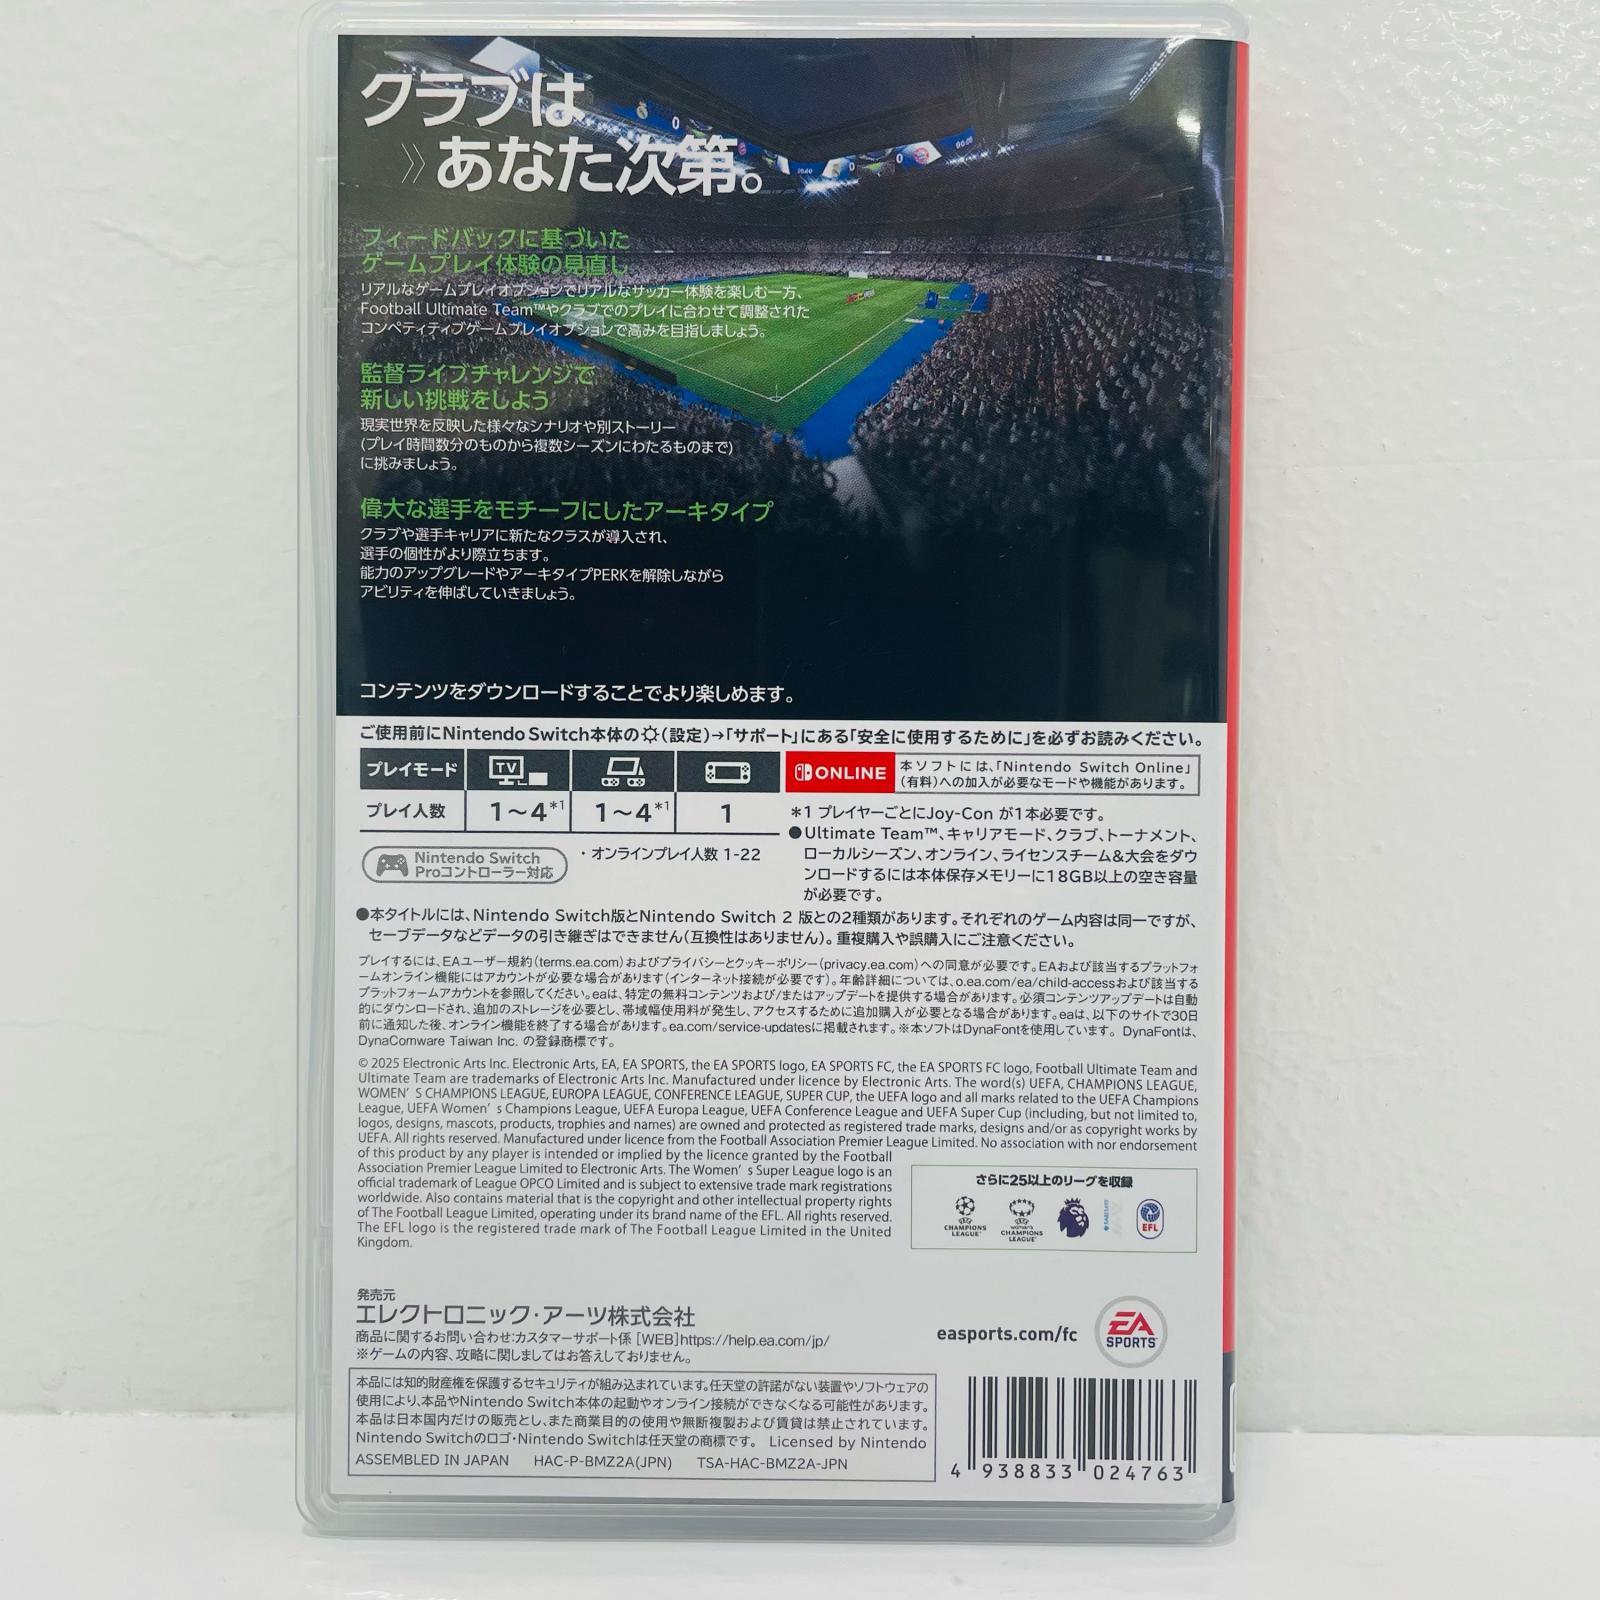 クラブは
》あなた次第。
フィードバックに基づいた
ゲームプレイ体験の見直し
リアルなゲームプレイオプションでリアルなサッカー体験を楽しむ一方、
Football Ultimate Team™やクラブでのプレイに合わせて調整された
コンペティティブゲームプレイオプションで高みを目指しましょう。
監督ライブチャレンジで
新しい挑戦をしよう
現実世界を反映した様々なシナリオや別ストーリー
(プレイ時間数分のものから複数シーズンにわたるものまで)
に挑みましょう。
偉大な選手をモチーフにしたアーキタイプ
クラブや選手キャリアに新たなクラスが導入され、
選手の個性がより際立ちます。
能力のアップグレードやアーキタイプPERKを解除しながら
アビリティを伸ばしていきましょう。
コンテンツをダウンロードすることでより楽しめます。
ご使用前にNintendo Switch本体の(設定)→「サポート」にある「安全に使用するために」を必ずお読みください。
プレイモード TV
プレイ人数 1～4*1 1～4*1 1
ONLINE
本ソフトには、「Nintendo Switch Online」
(有料)への加入が必要なモードや機能があります。
*1 プレイヤーごとにJoy-Con が1本必要です。
●Ultimate Team™、キャリアモード、クラブ、トーナメント、
ローカルシーズン、オンライン、ライセンスチーム&大会をダウ
ンロードするには本体保存メモリーに18GB以上の空き容量
が必要です。
Nintendo Switch
Proコントローラー対応
・オンラインプレイ人数 1-22
●本タイトルには、Nintendo Switch版とNintendo Switch 2 版との2種類があります。それぞれのゲーム内容は同一ですが、
セーブデータなどデータの引き継ぎはできません(互換性はありません)。重複購入や誤購入にご注意ください。
プレイするには、EAユーザー規約(terms.ea.com)およびプライバシーとクッキーポリシー(privacy.ea.com)への同意が必要です。EAおよび該当するプラットフォ
ームオンライン機能にはアカウントが必要な場合があります(インターネット接続が必要です)。年齢詳細については、o.ea.com/ea/child-accessおよび該当する
プラットフォームアカウントを参照してください。eaは、特定の無料コンテンツおよび/またはアップデートを提供する場合があります。必須コンテンツアップデートは自動
的にダウンロードされ、追加のストレージを必要とし、帯域幅使用料が発生し、アクセスするために追加購入が必要となる場合があります。eaは、以下のサイトで30日
前に通知した後、オンライン機能を終了する場合があります。ea.com/service-updatesに掲載されます。※本ソフトはDynaFontを使用しています。 DynaFontは、
DynaComware Taiwan Inc. の登録商標です。
© 2025 Electronic Arts Inc. Electronic Arts, EA, EA SPORTS, the EA SPORTS logo, EA SPORTS FC, the EA SPORTS FC logo, Football Ultimate Team and
Ultimate Team are trademarks of Electronic Arts Inc. Manufactured under licence by Electronic Arts. The word(s) UEFA, CHAMPIONS LEAGUE,
WOMEN'S CHAMPIONS LEAGUE, EUROPA LEAGUE, CONFERENCE LEAGUE, SUPER CUP, the UEFA logo and all marks related to the UEFA Champions
League, UEFA Women's Champions League, UEFA Europa League, UEFA Conference League and UEFA Super Cup (including, but not limited to,
logos, designs, mascots, products, trophies and names) are owned and protected as registered trade marks, designs and/or as copyright works by
UEFA. All rights reserved. Manufactured under licence from the Football Association Premier League Limited. No association with nor endorsement
of this product by any player is intended or implied by the licence granted by the Football
Association Premier League Limited to Electronic Arts. The Women's Super League logo is an
official trademark of League OPCO Limited and is subject to extensive trade mark registrations
worldwide. Also contains material that is the copyright and other intellectual property rights
of The Football League Limited, operating under its brand name of the EFL. All rights reserved.
The EFL logo is the registered trade mark of The Football League Limited in the United
Kingdom.
さらに25以上のリーグを収録
CHAMPIONS
LEAGUE
WOMEN'S
CHAMPIONS
LEAGUE
BARCLAYS
EFL
発売元
エレクトロニック・アーツ株式会社
商品に関するお問い合わせ:カスタマーサポート係 [WEB]https://help.ea.com/jp/
※ゲームの内容、攻略に関しましてはお答えしておりません。
easports.com/fc
EA
SPORTS
本品には知的財産権を保護するセキュリティが組み込まれています。任天堂の許諾がない装置やソフトウェアの
使用により、本品やNintendo Switch本体の起動やオンライン接続ができなくなる可能性があります。
本品は日本国内だけの販売とし、また商業目的の使用や無断複製および賃貸は禁止されています。
Nintendo Switchのロゴ・Nintendo Switchは任天堂の商標です。 Licensed by Nintendo
ASSEMBLED IN JAPAN HAC-P-BMZ2A(JPN) TSA-HAC-BMZ2A-JPN
4 938833 024763